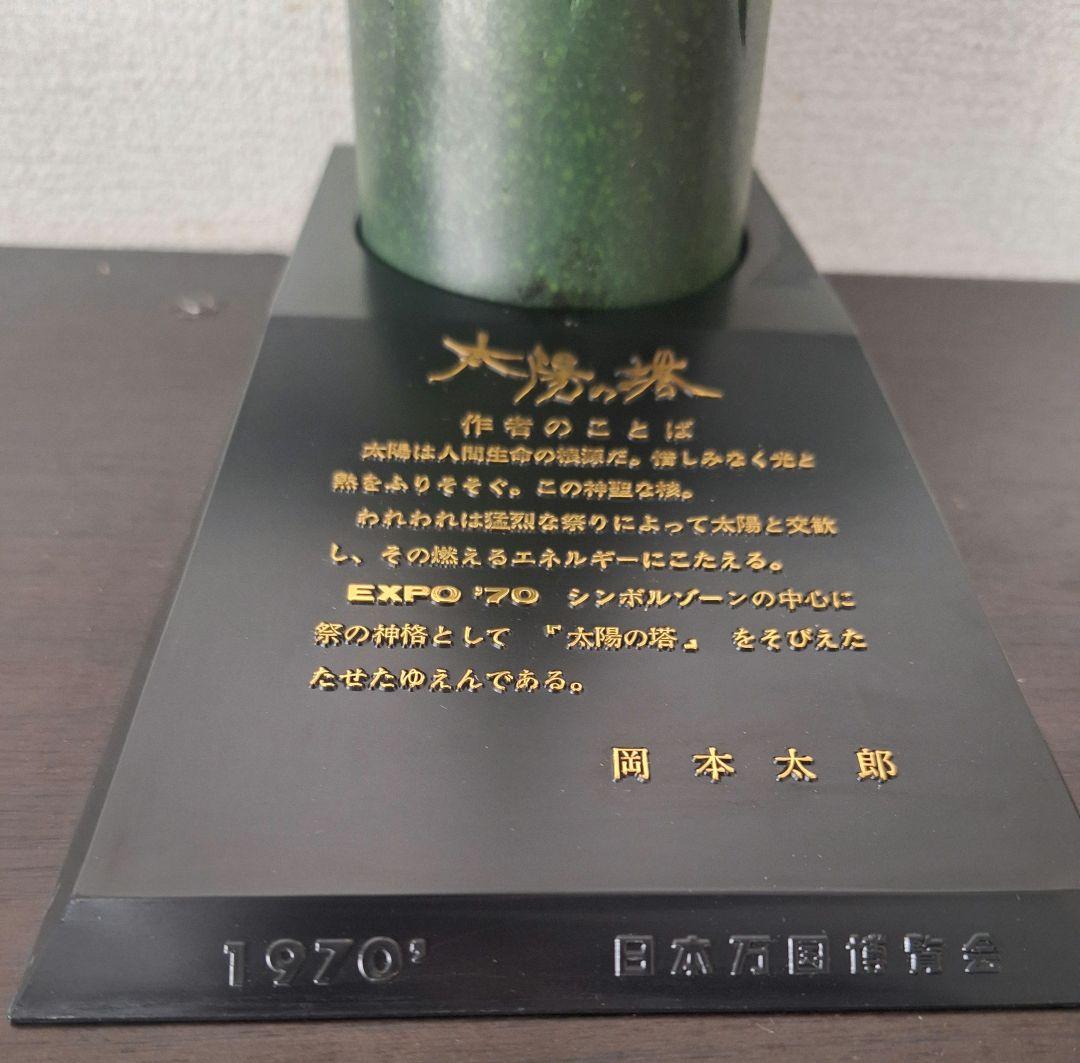 太陽の塔
作者のことば
太陽は人間生命の根源だ。惜しみなく光と
熱をふりそそぐ。この神聖な核。
われわれは猛烈な祭りによって太陽と交歓
し、その燃えるエネルギーにこたえる。
EXPO '70 シンボルゾーンの中心に
祭の神格として 『太陽の塔』 をそびえた
たせたゆえんである。
岡本太郎
1970' 日本万国博覧会